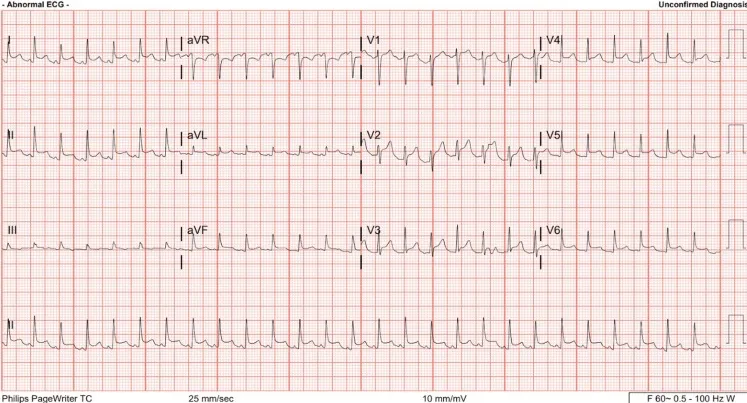 - Abnormal ECG - Unconfirmed Diagnosis
I aVR V1 V4
II aVL V2 V5
III aVF V3 V6
II
Philips PageWriter TC 25 mm/sec 10 mm/mV F 60~ 0.5 - 100 Hz W